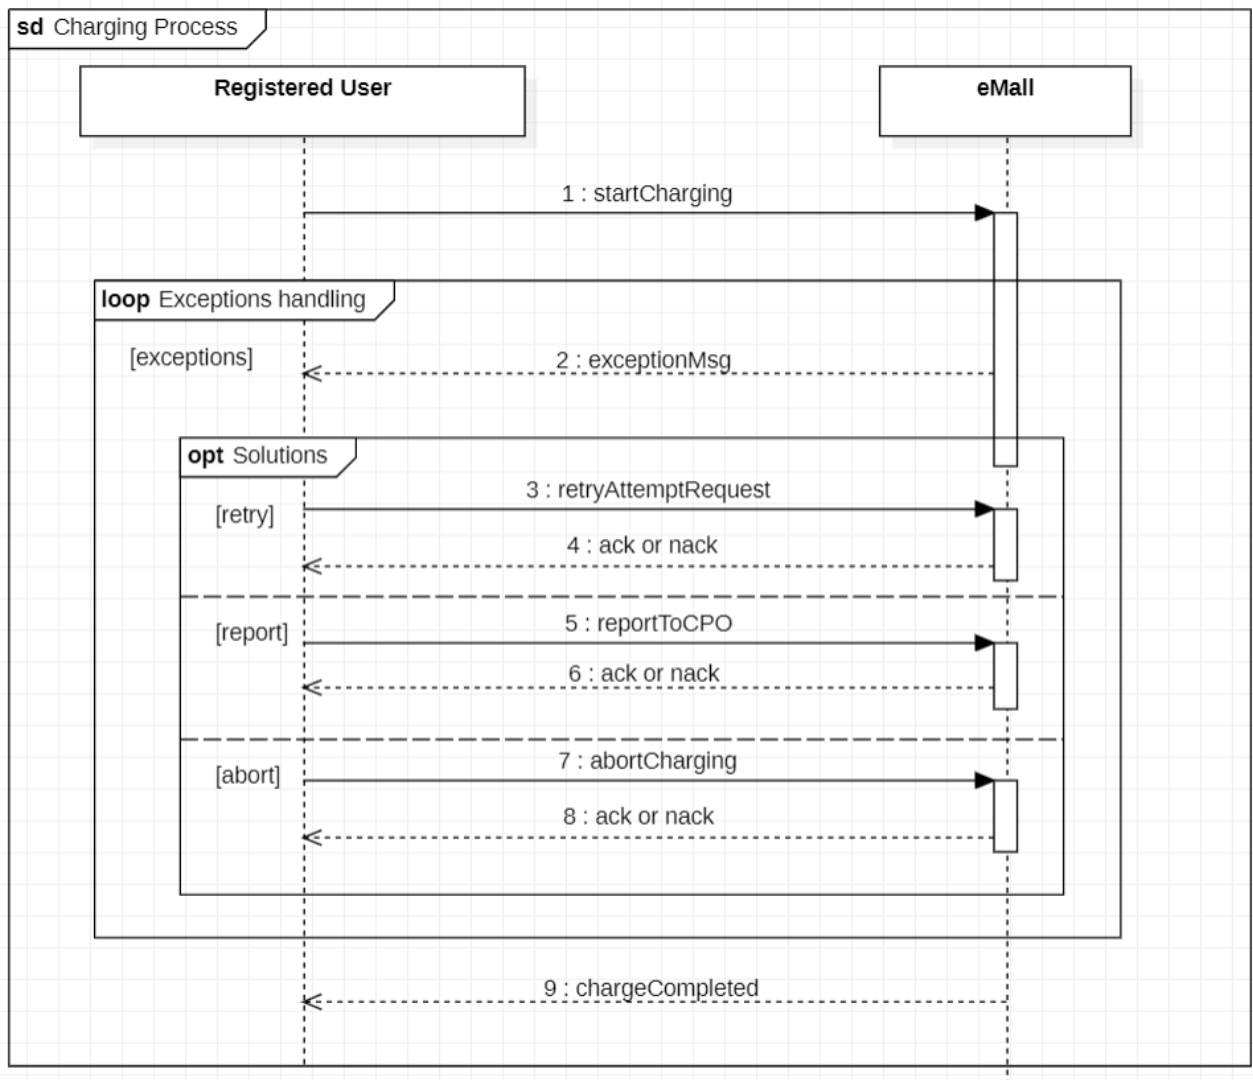 sd Charging Process
Registered User
eMall
1 : startCharging
loop Exceptions handling
[exceptions]
2 : exceptionMsg
opt Solutions
3 : retryAttemptRequest
[retry]
4 : ack or nack
5 : reportToCPO
[report]
6 : ack or nack
7 : abortCharging
[abort]
8 : ack or nack
9 : chargeCompleted